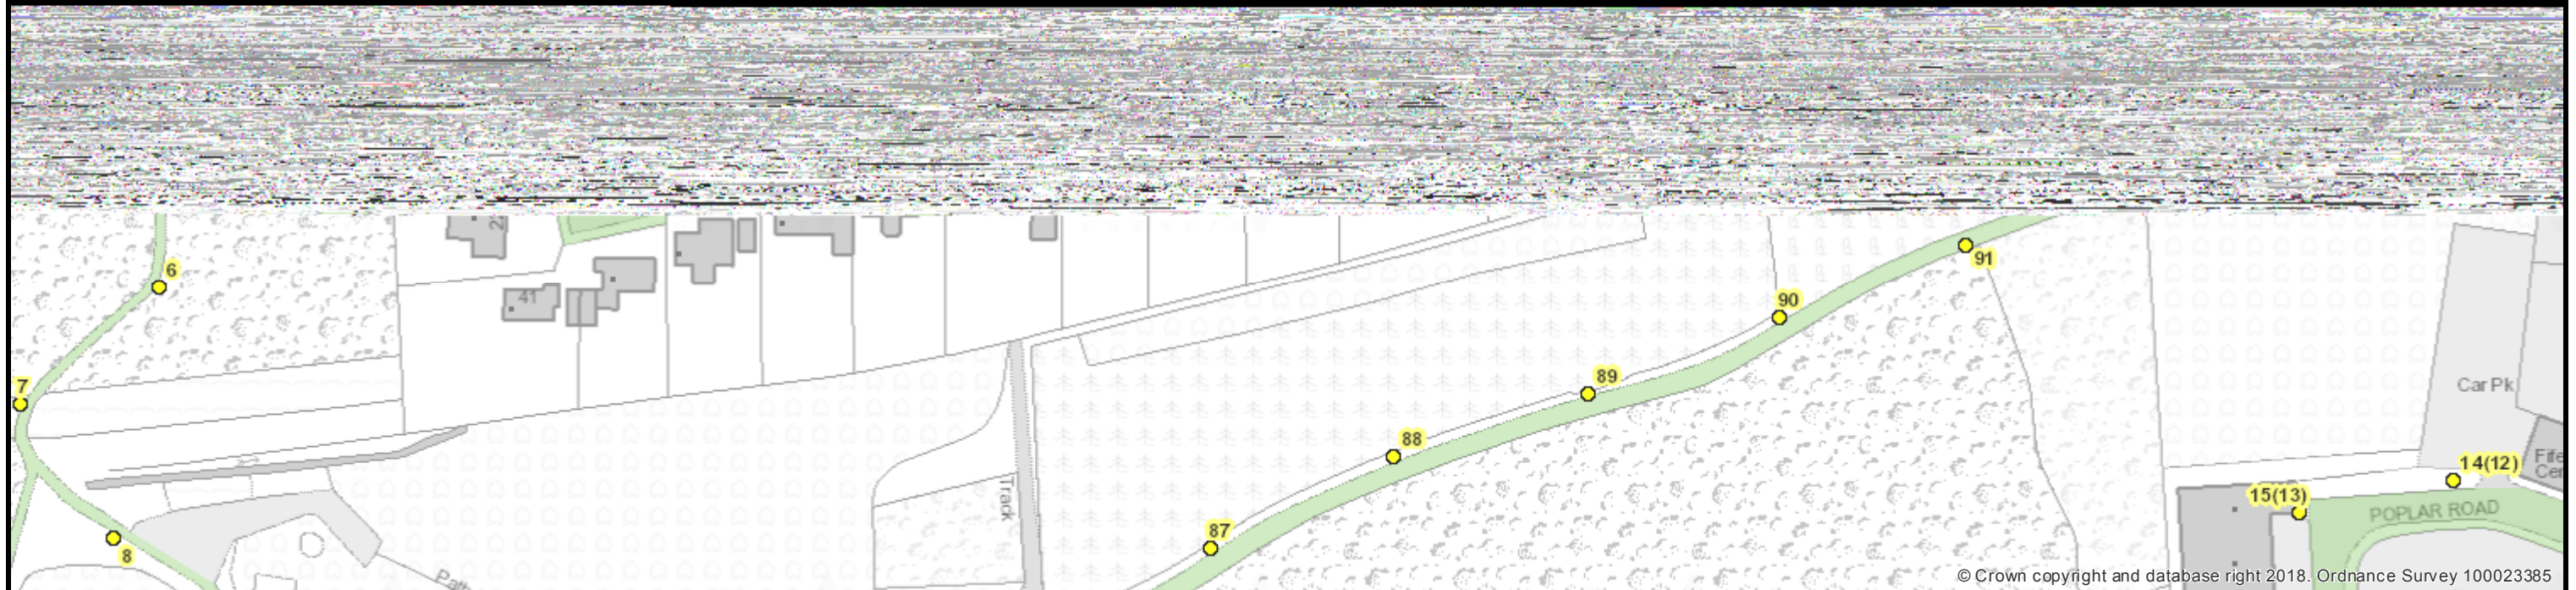 6
91
90
41
7
89
Car Pk
88
14(12)
Track
15(13)
POPLAR ROAD
87
8
Path
© Crown copyright and database right 2018. Ordnance Survey 100023385